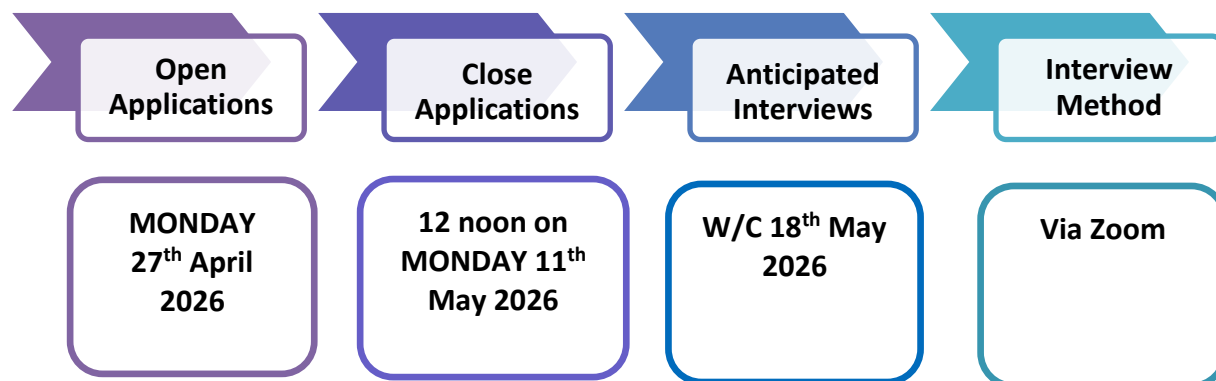 Open
Applications
Close
Applications
Anticipated
Interviews
Interview
Method
MONDAY
27th April
2026
12 noon on
MONDAY 11th
May 2026
W/C 18th May
2026
Via Zoom